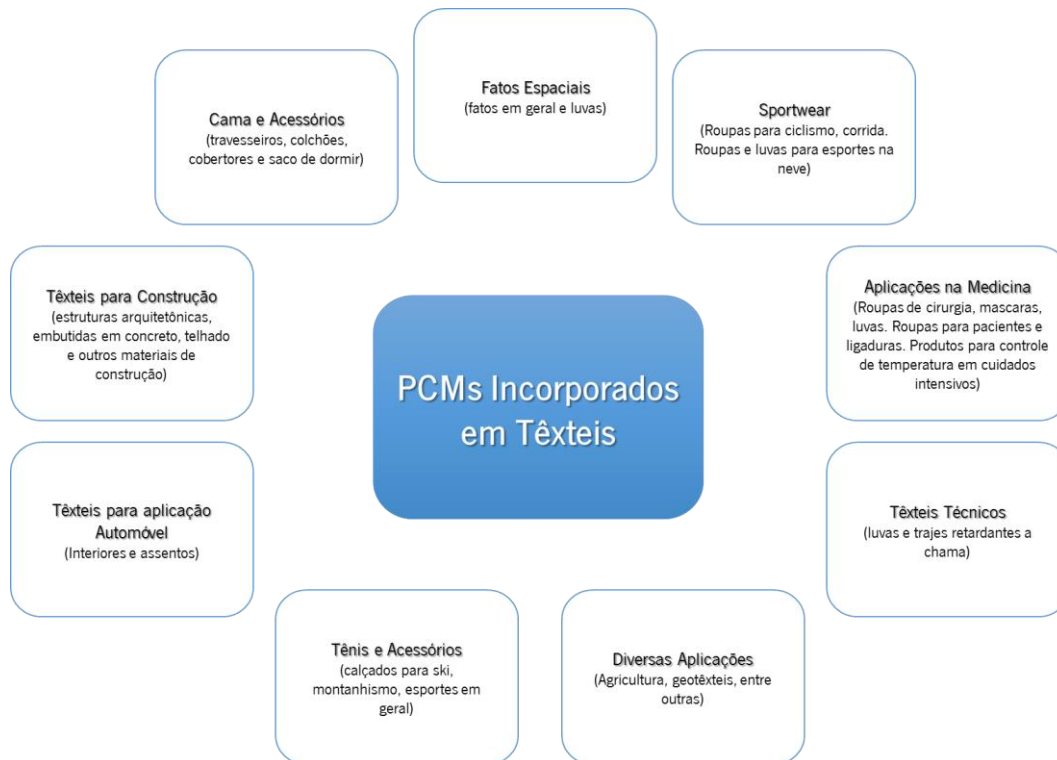 Fatos Espaciais
(fatos em geral e luvas)
Sportwear
(Roupas para ciclismo, corrida.
Roupas e luvas para esportes na
neve)
Aplicações na Medicina
(Roupas de cirurgia, mascaras,
luvas. Roupas para pacientes e
ligaduras. Produtos para controle
de temperatura em cuidados
intensivos)
Têxteis Técnicos
(luvas e trajes retardantes a
chama)
Diversas Aplicações
(Agricultura, geotêxteis, entre
outras)
Tênis e Acessórios
(calçados para ski,
montanhismo, esportes em
geral)
Têxteis para aplicação
Automóvel
(Interiores e assentos)
Têxteis para Construção
(estruturas arquitetônicas,
embutidas em concreto, telhado
e outros materiais de
construção)
Cama e Acessórios
(travesseiros, colchões,
cobertores e saco de dormir)
PCMs Incorporados
em Têxteis